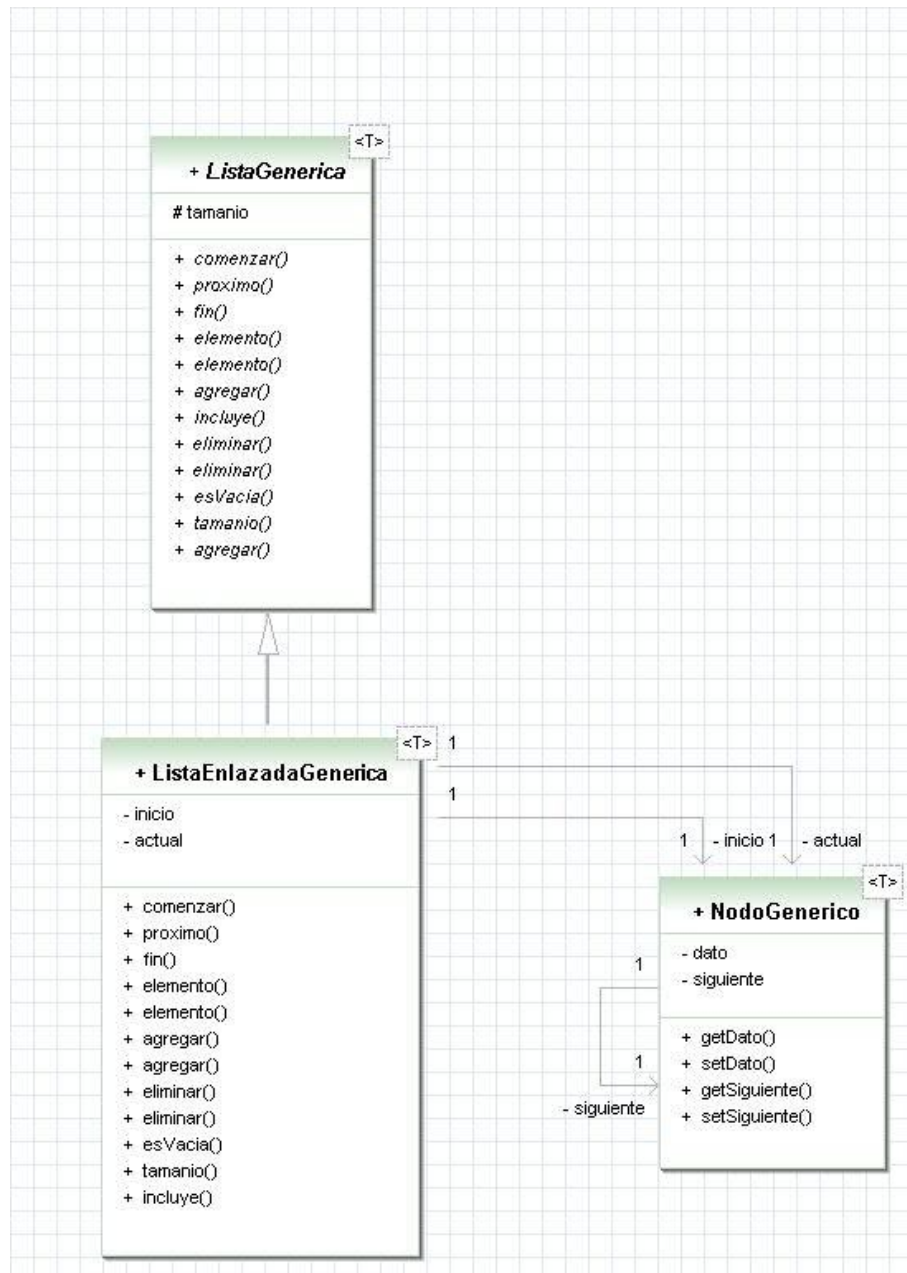 <T>
+ ListaGenerica
# tamanio
+ comenzar()
+ proximo()
+ fin()
+ elemento()
+ elemento()
+ agregar()
+ incluye()
+ eliminar()
+ eliminar()
+ esVacia()
+ tamanio()
+ agregar()
<T>
1
+ ListaEnlazadaGenerica
- inicio
- actual
1
+ comenzar()
+ proximo()
+ fin()
+ elemento()
+ elemento()
+ agregar()
+ agregar()
+ eliminar()
+ eliminar()
+ esVacia()
+ tamanio()
+ incluye()
1 - inicio 1 - actual
<T>
+ NodoGenerico
- dato
- siguiente
1
+ getDato()
+ setDato()
+ getSiguiente()
+ setSiguiente()
1
- siguiente